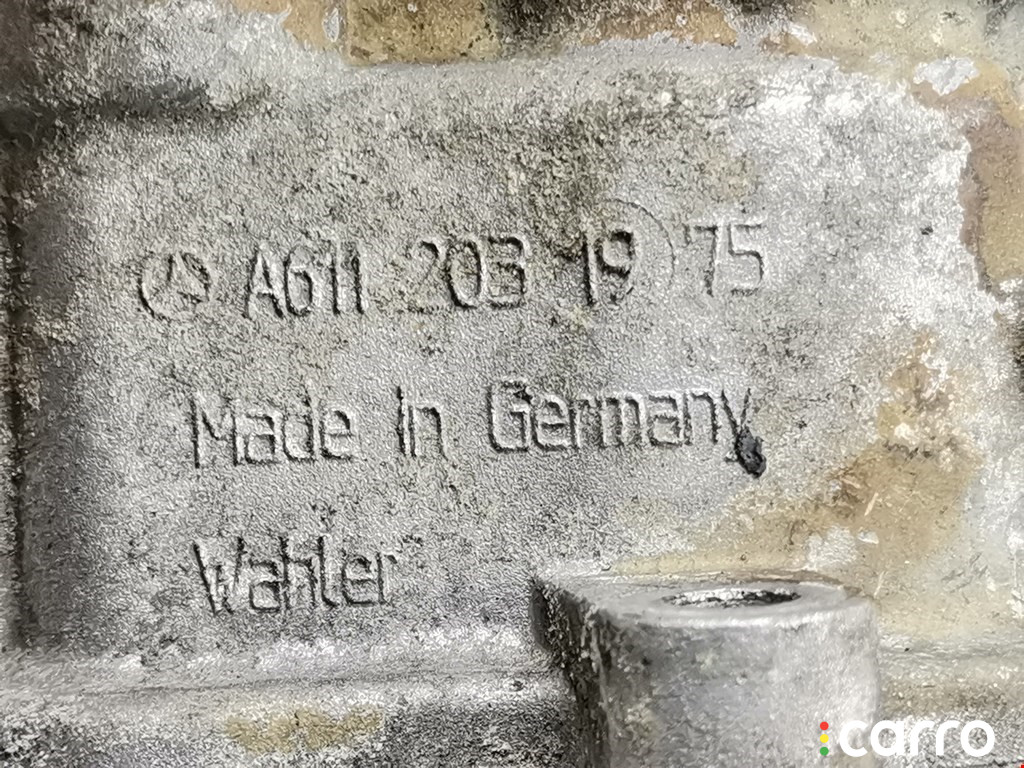 A611 203 19 75
Made in Germany
Wahler
carro